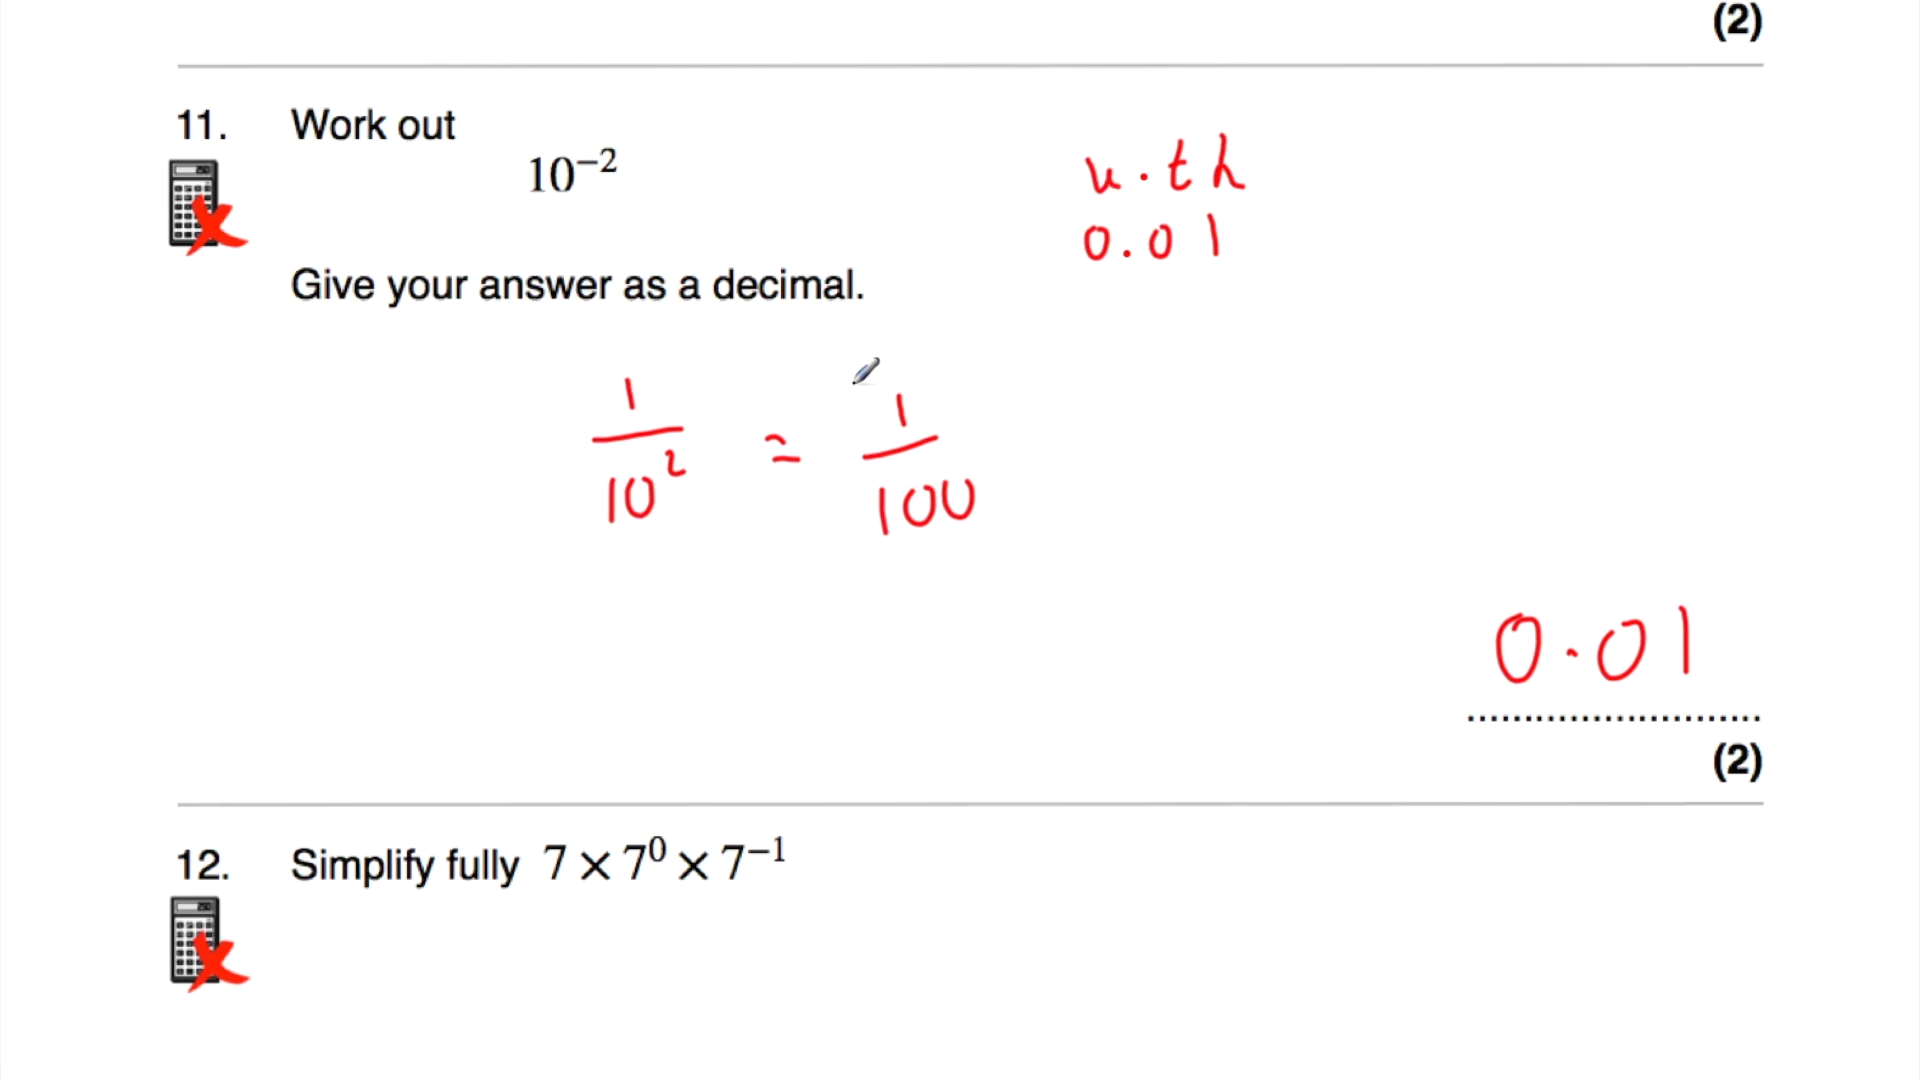 (2)
11. Work out
10⁻²
u . t h
0 . 0 1
Give your answer as a decimal.
1/10² = 1/100
0.01
(2)
12. Simplify fully 7 × 7⁰ × 7⁻¹